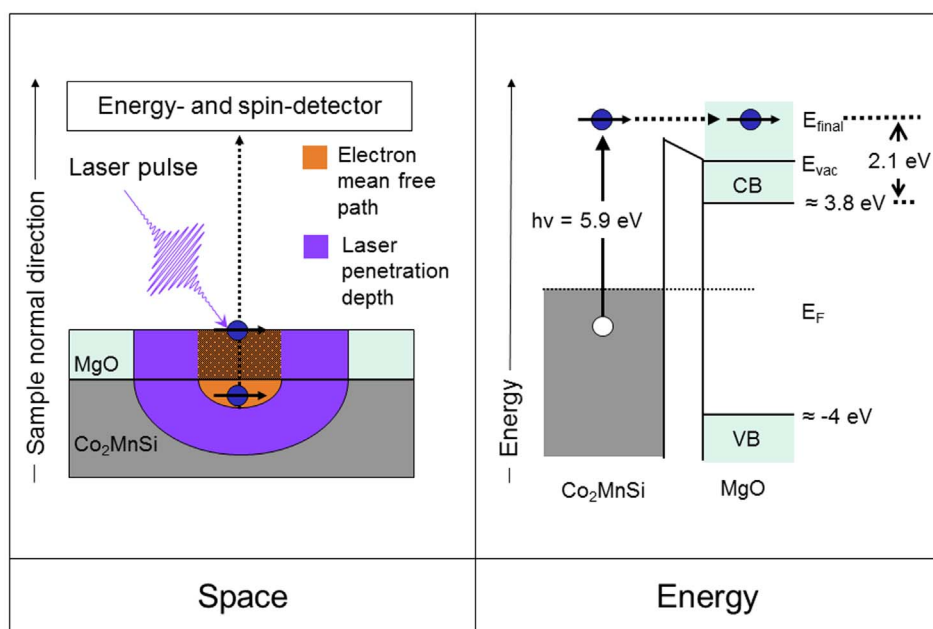 Sample normal direction
Energy- and spin-detector
Laser pulse
Electron
mean free
path
Laser
penetration
depth
MgO
Co₂MnSi
Space
Energy
hν = 5.9 eV
E_final
E_vac
2.1 eV
CB
≈ 3.8 eV
E_F
≈ -4 eV
VB
Co₂MnSi
MgO
Energy